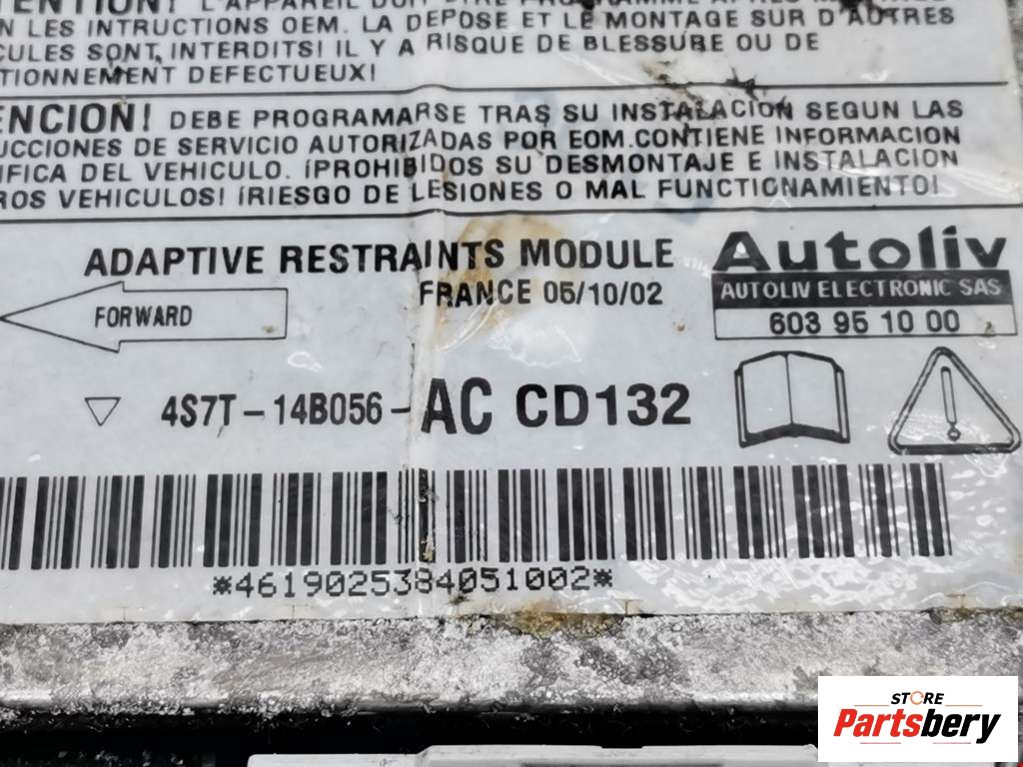 N LES INTRUCTIONS OEM. LA DEPOSE ET LE MONTAGE SUR D'AUTRES
CULES SONT, INTERDITS! IL Y A RISQUE DE BLESSURE OU DE
TIONNEMENT DEFECTUEUX!
ENCION! DEBE PROGRAMARSE TRAS SU INSTALACION SEGUN LAS
UCCIONES DE SERVICIO AUTORIZADAS POR EOM.CONTIENE INFORMACION
IFICA DEL VEHICULO. ¡PROHIBIDOS SU DESMONTAJE E INSTALACION
ROS VEHICULOS! ¡RIESGO DE LESIONES O MAL FUNCTIONAMIENTO!
ADAPTIVE RESTRAINTS MODULE
FRANCE 05/10/02
Autoliv
AUTOLIV ELECTRONIC SAS
603 95 10 00
FORWARD
4S7T-14B056-AC CD132
*4619025384051002*
STORE
Partsbery